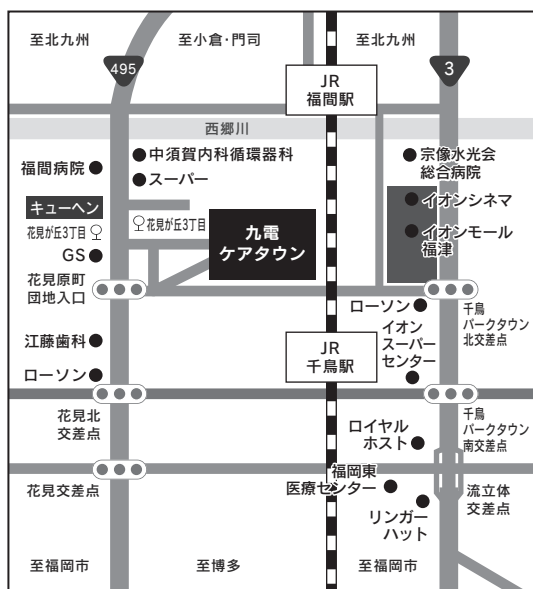 至北九州
至小倉・門司
至北九州
495
JR
福間駅
3
西郷川
福間病院
中須賀内科循環器科
スーパー
宗像水光会
総合病院
キューヘン
花見が丘3丁目
花見が丘3丁目
九電
ケアタウン
イオンシネマ
イオンモール
福津
GS
花見原町
団地入口
ローソン
千鳥
パークタウン
北交差点
江藤歯科
JR
千鳥駅
イオン
スーパー
センター
ローソン
花見北
交差点
ロイヤル
ホスト
千鳥
パークタウン
南交差点
花見交差点
福岡東
医療センター
リンガー
ハット
流立体
交差点
至福岡市
至博多
至福岡市